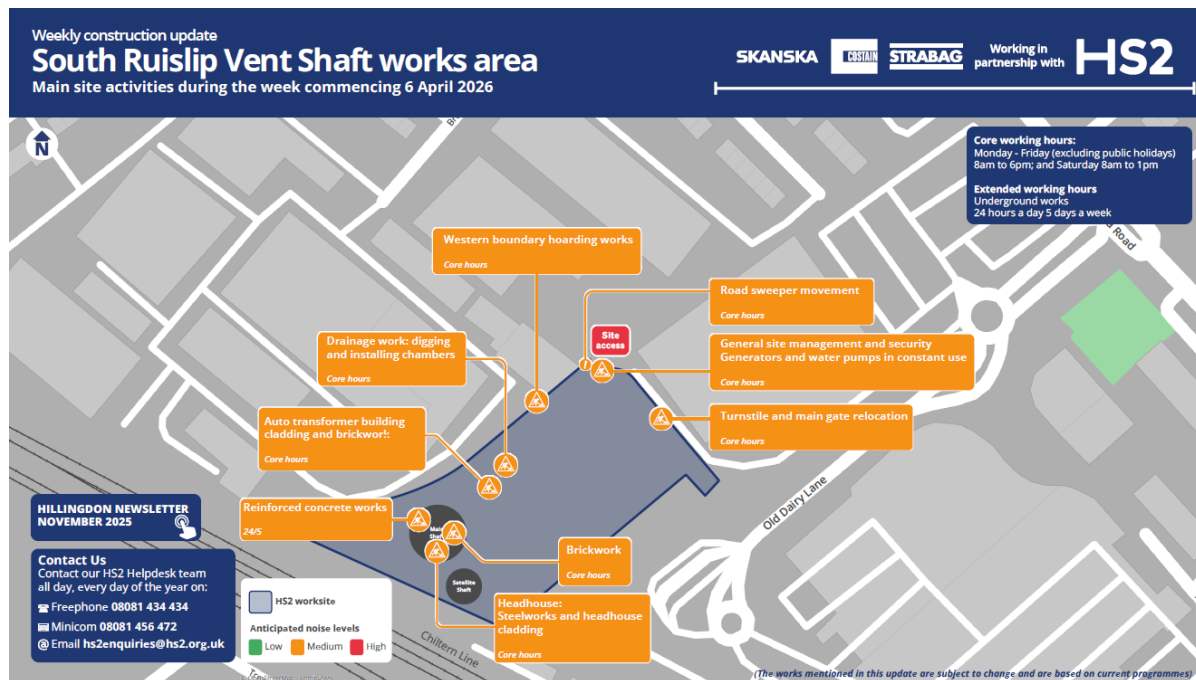 Weekly construction update
South Ruislip Vent Shaft works area
Main site activities during the week commencing 6 April 2026
SKANSKA
COSTAIN
STRABAG
Working in
partnership with
HS2
N
Core working hours:
Monday - Friday (excluding public holidays)
8am to 6pm; and Saturday 8am to 1pm
Extended working hours
Underground works
24 hours a day 5 days a week
Road
Western boundary hoarding works
Core hours
Road sweeper movement
Core hours
Site
access
Drainage work: digging
and installing chambers
Core hours
General site management and security
Generators and water pumps in constant use
Core hours
Auto transformer building
cladding and brickwor!:
Core hours
Turnstile and main gate relocation
Core hours
Old Dairy Lane
HILLINGDON NEWSLETTER
NOVEMBER 2025
Reinforced concrete works
24/5
Main
Shaft
Brickwork
Core hours
Satellite
Shaft
Contact Us
Contact our HS2 Helpdesk team
all day, every day of the year on:
Freephone 08081 434 434
Minicom 08081 456 472
@ Email hs2enquiries@hs2.org.uk
HS2 worksite
Anticipated noise levels
Low Medium High
Headhouse:
Steelworks and headhouse
cladding
Core hours
Chiltern Line
(The works mentioned in this update are subject to change and are based on current programmes)